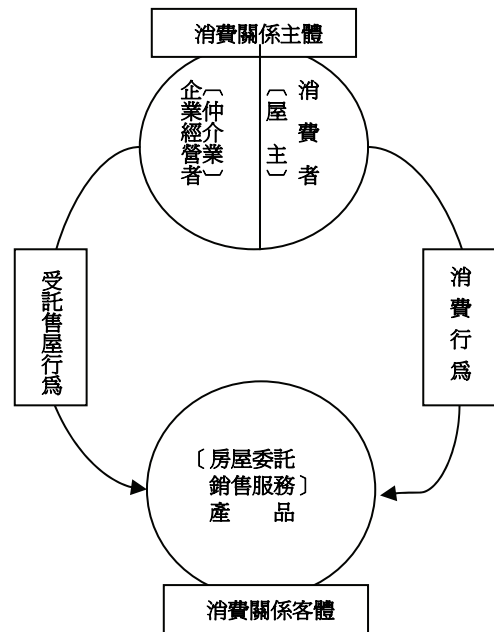 消費關係主體
企業經營者
〔仲介業〕
〔屋主〕
消費者
受託售屋行為
消費行為
〔房屋委託
銷售服務〕
產 品
消費關係客體